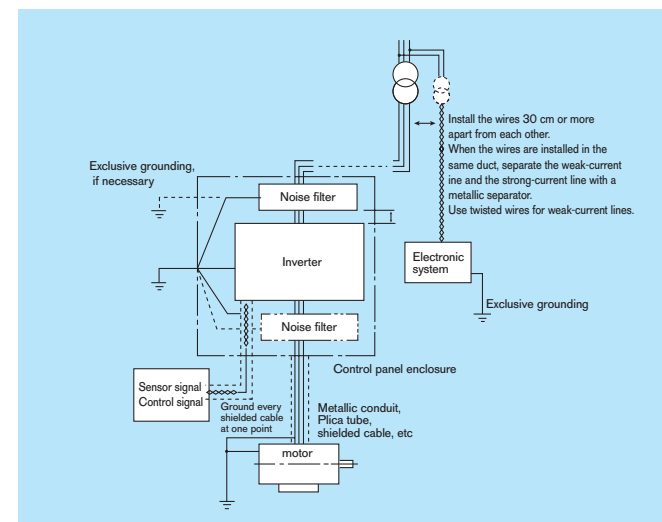 Install the wires 30 cm or more
apart from each other.
When the wires are installed in the
same duct, separate the weak-current
ine and the strong-current line with a
metallic separator.
Use twisted wires for weak-current lines.
Exclusive grounding,
if necessary
Noise filter
Inverter
Electronic
system
Exclusive grounding
Noise filter
Control panel enclosure
Sensor signal
Control signal
Ground every
shielded cable
at one point
Metallic conduit,
Plica tube,
shielded cable, etc
motor